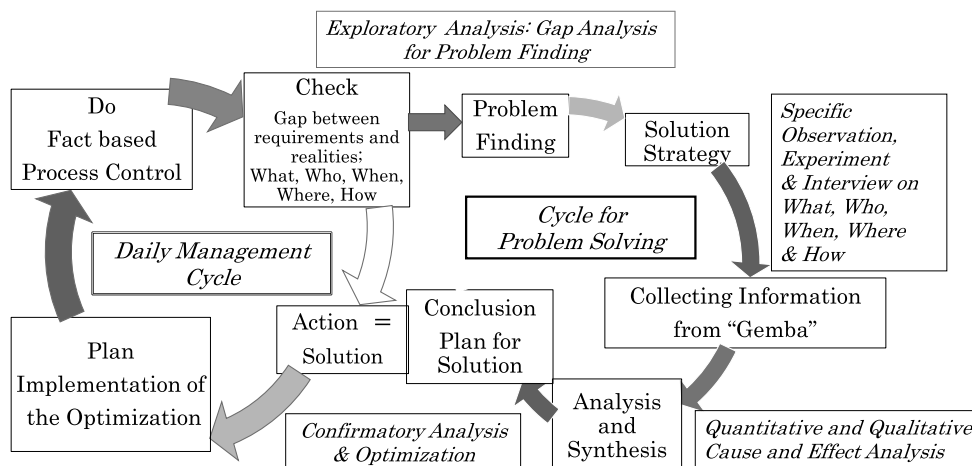 Exploratory Analysis: Gap Analysis
for Problem Finding
Do
Fact based
Process Control
Check
Gap between
requirements and
realities;
What, Who, When,
Where, How
Problem
Finding
Solution
Strategy
Specific
Observation,
Experiment
& Interview on
What, Who,
When, Where
& How
Daily Management
Cycle
Cycle for
Problem Solving
Collecting Information
from “Gemba”
Plan
Implementation of
the Optimization
Action =
Solution
Conclusion
Plan for
Solution
Analysis
and
Synthesis
Confirmatory Analysis
& Optimization
Quantitative and Qualitative
Cause and Effect Analysis